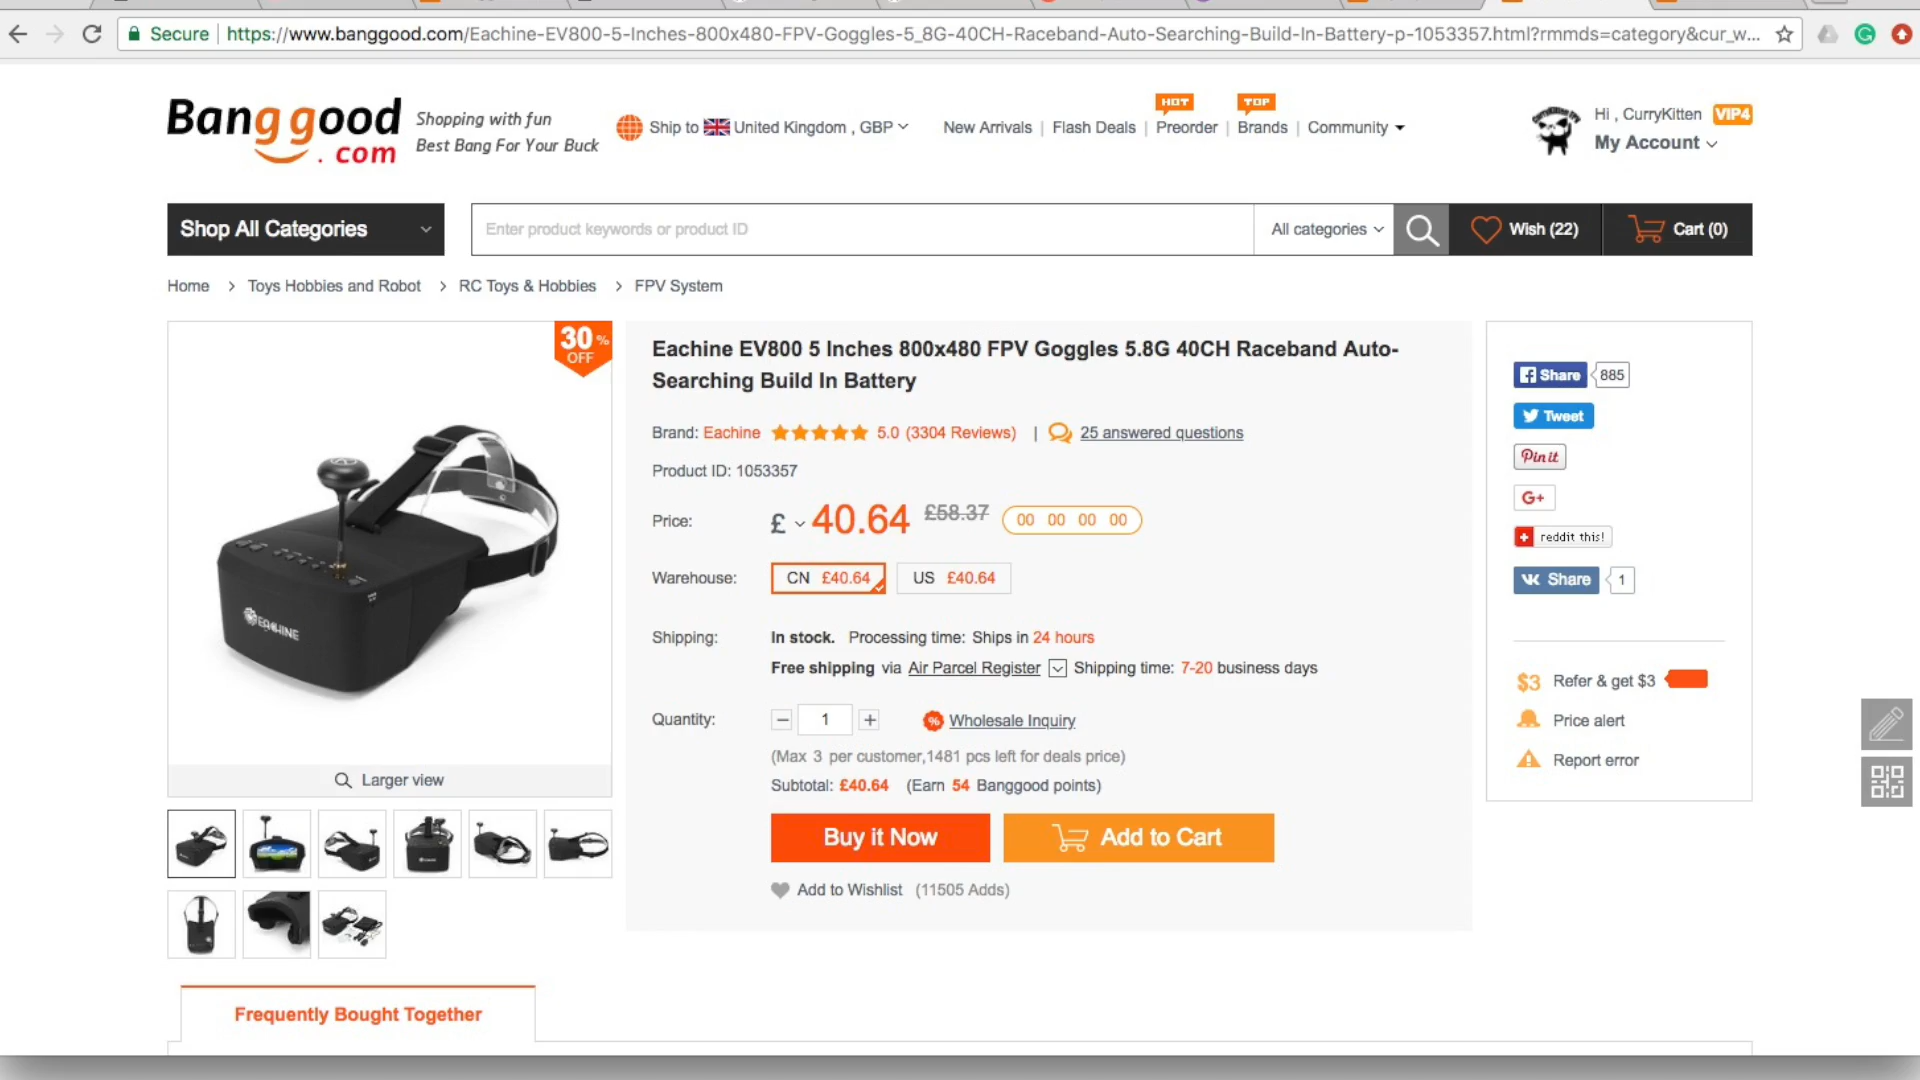 Secure
https://www.banggood.com/Eachine-EV800-5-Inches-800x480-FPV-Goggles-5_8G-40CH-Raceband-Auto-Searching-Build-In-Battery-p-1053357.html?rmmds=category&cur_w...
Banggood
.com
Shopping with fun
Best Bang For Your Buck
Ship to United Kingdom , GBP
New Arrivals | Flash Deals | Preorder | Brands | Community
HOT
TOP
Hi , CurryKitten VIP4
My Account
Shop All Categories
Enter product keywords or product ID
All categories
Wish (22)
Cart (0)
Home > Toys Hobbies and Robot > RC Toys & Hobbies > FPV System
30%
OFF
EACHINE
Larger view
Eachine EV800 5 Inches 800x480 FPV Goggles 5.8G 40CH Raceband Auto-
Searching Build In Battery
Brand: Eachine 5.0 (3304 Reviews) | 25 answered questions
Product ID: 1053357
Price: £ 40.64 £58.37 00 00 00 00
Warehouse: CN £40.64 US £40.64
Shipping: In stock. Processing time: Ships in 24 hours
Free shipping via Air Parcel Register Shipping time: 7-20 business days
Quantity: − 1 + Wholesale Inquiry
(Max 3 per customer,1481 pcs left for deals price)
Subtotal: £40.64 (Earn 54 Banggood points)
Buy it Now
Add to Cart
Add to Wishlist (11505 Adds)
Share 885
Tweet
Pin it
G+
reddit this!
Share 1
$3 Refer & get $3
Price alert
Report error
Frequently Bought Together